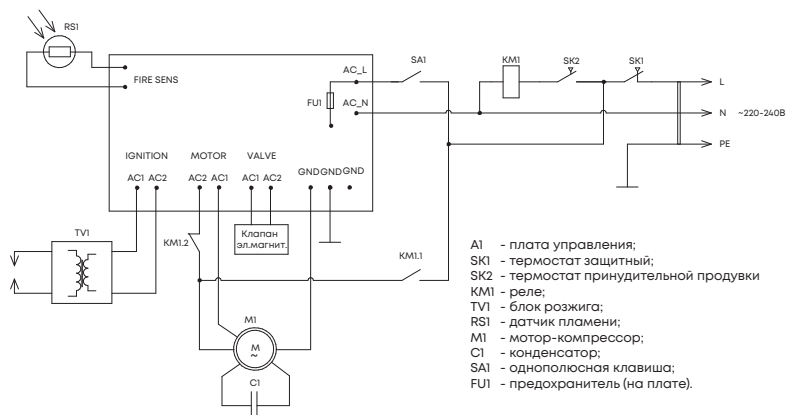 RS1
FIRE SENS
AC_L
FU1
AC_N
SA1
KM1
SK2
SK1
L
N ~220-240В
PE
IGNITION MOTOR VALVE
AC1 AC2 AC2 AC1 AC1 AC2 GND GND GND
TV1
KM1.2
Клапан
эл.магнит.
KM1.1
M1
M
~
C1
A1 - плата управления;
SK1 - термостат защитный;
SK2 - термостат принудительной продувки
KM1 - реле;
TV1 - блок розжига;
RS1 - датчик пламени;
M1 - мотор-компрессор;
C1 - конденсатор;
SA1 - однополюсная клавиша;
FU1 - предохранитель (на плате).